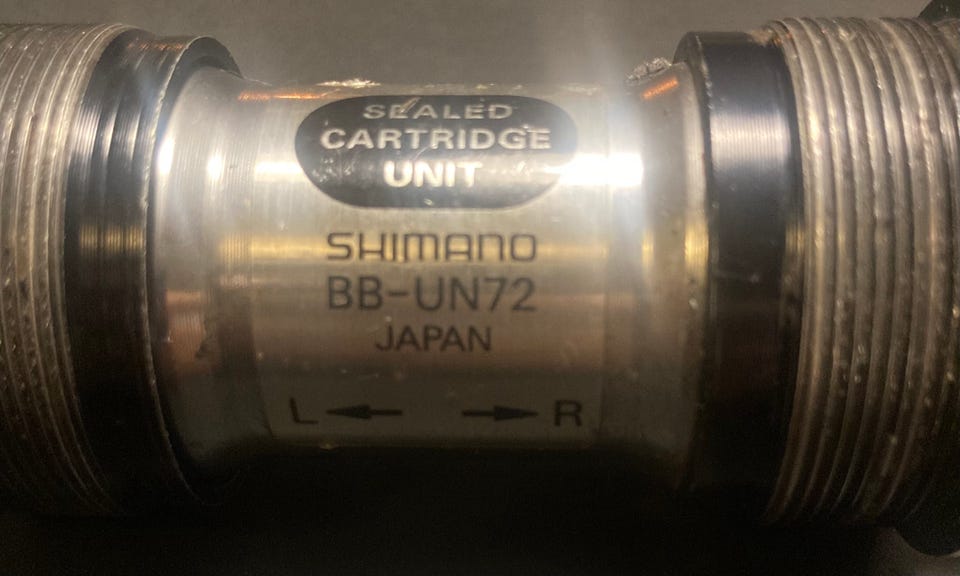 SEALED
CARTRIDGE
UNIT
SHIMANO
BB-UN72
JAPAN
L ← → R